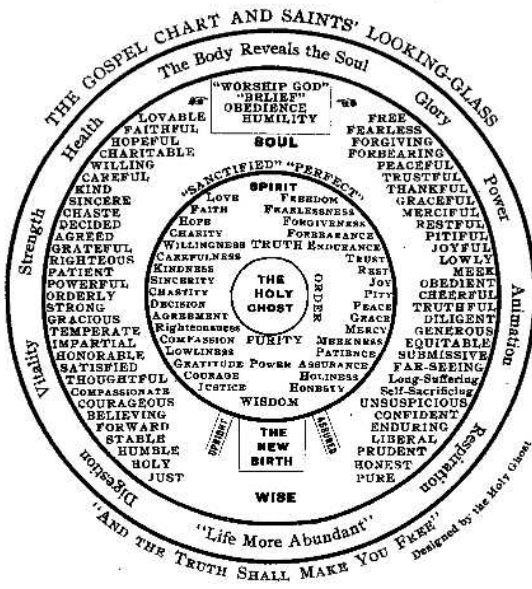 THE GOSPEL CHART AND SAINTS' LOOKING-GLASS
The Body Reveals the Soul
Health
Strength
Vitality
Digestion
Glory
Power
Animation
Respiration
"WORSHIP GOD"
"BELIEF"
OBEDIENCE
HUMILITY
SOUL
LOVABLE
FAITHFUL
HOPEFUL
CHARITABLE
WILLING
CAREFUL
KIND
SINCERE
CHASTE
DECIDED
AGREED
GRATEFUL
RIGHTEOUS
PATIENT
POWERFUL
ORDERLY
STRONG
GRACIOUS
TEMPERATE
IMPARTIAL
HONORABLE
SATISFIED
THOUGHTFUL
COMPASSIONATE
COURAGEOUS
BELIEVING
FORWARD
STABLE
HUMBLE
HOLY
JUST
FREE
FEARLESS
FORGIVING
FORBEARING
PEACEFUL
TRUSTFUL
THANKFUL
GRACEFUL
MERCIFUL
RESTFUL
PITIFUL
JOYFUL
LOWLY
MEEK
OBEDIENT
CHEERFUL
TRUTHFUL
DILIGENT
GENEROUS
EQUITABLE
SUBMISSIVE
FAR-SEEING
Long-Suffering
Self-Sacrificing
UNSUSPICIOUS
CONFIDENT
ENDURING
LIBERAL
PRUDENT
HONEST
PURE
"SANCTIFIED" "PERFECT"
SPIRIT
LOVE
FAITH
HOPE
CHARITY
WILLINGNESS
CAREFULNESS
KINDNESS
SINCERITY
CHASTITY
DECISION
AGREEMENT
Righteousness
COMPASSION
LOWLINESS
GRATITUDE
COURAGE
JUSTICE
FREEDOM
FEARLESSNESS
FORGIVENESS
FORBEARANCE
ENDURANCE
TRUST
REST
JOY
PITY
PEACE
GRACE
MERCY
MEEKNESS
PATIENCE
ASSURANCE
HOLINESS
HONESTY
TRUTH
ORDER
PURITY
POWER
WISDOM
THE
HOLY
GHOST
UPRIGHT
THE
NEW
BIRTH
ASSURED
WISE
"Life More Abundant"
"AND THE TRUTH SHALL MAKE YOU FREE"
Designed by the Holy Ghost